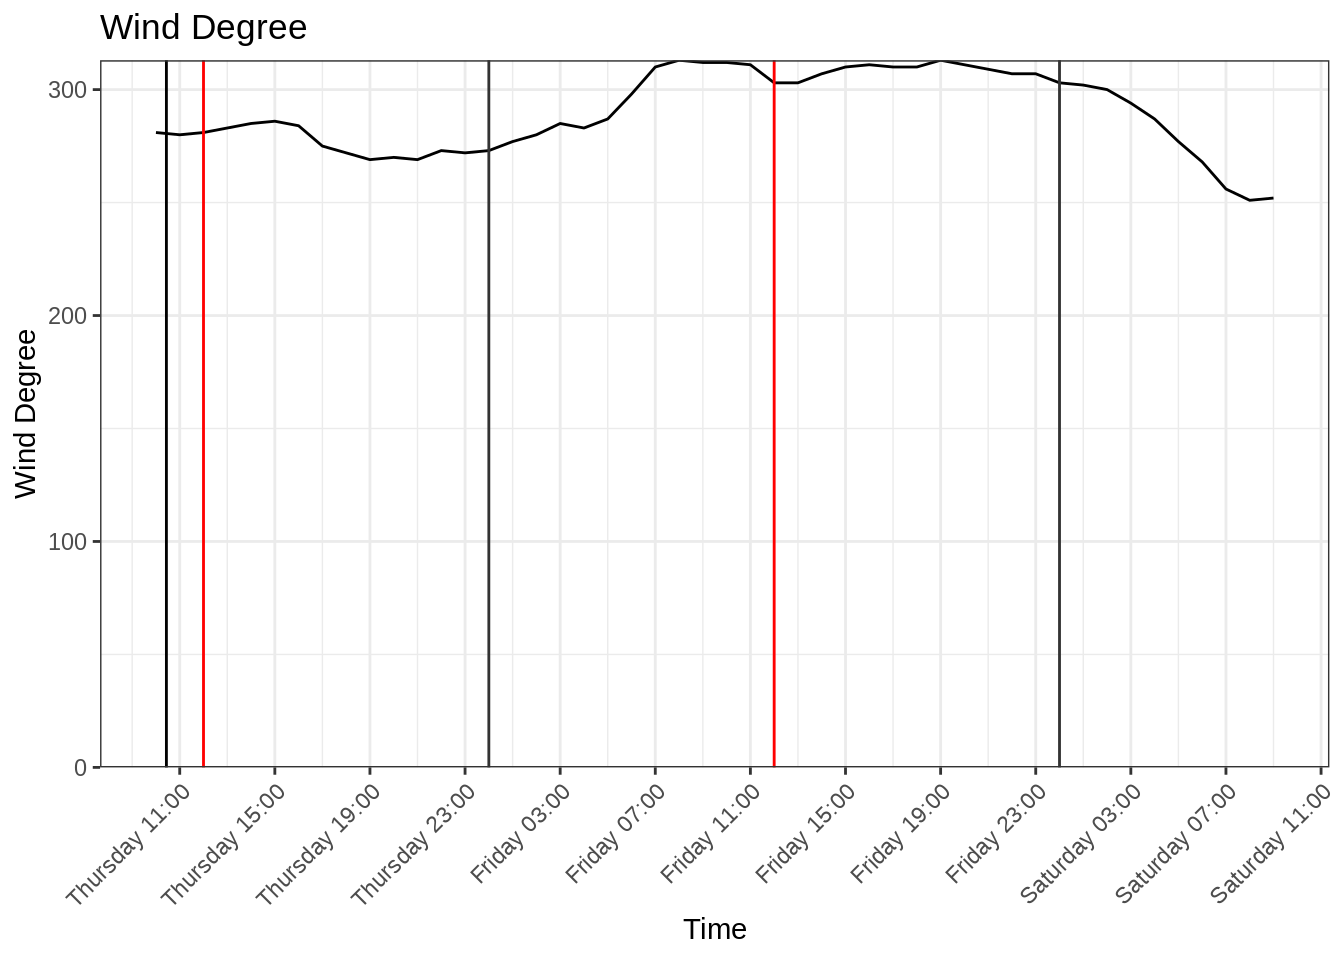 Wind Degree
Wind Degree
300
200
100
0
Thursday 11:00
Thursday 15:00
Thursday 19:00
Thursday 23:00
Friday 03:00
Friday 07:00
Friday 11:00
Friday 15:00
Friday 19:00
Friday 23:00
Saturday 03:00
Saturday 07:00
Saturday 11:00
Time